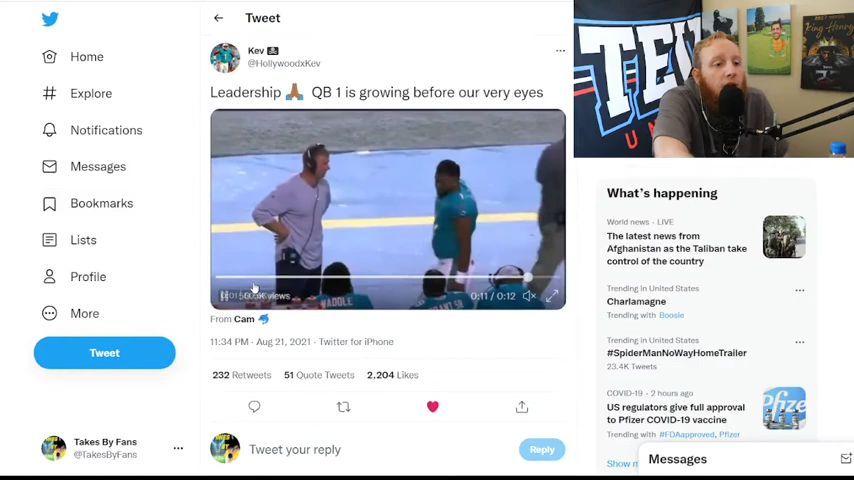 Tweet
Home
Explore
Notifications
Messages
Bookmarks
Lists
Profile
More
Tweet
Takes By Fans
@TakesByFans
Kev
@HollywoodxKev
Leadership 🙏🏾 QB 1 is growing before our very eyes
WADDLE
0:11 / 0:12
From Cam 🐬
11:34 PM · Aug 21, 2021 · Twitter for iPhone
232 Retweets 51 Quote Tweets 2,204 Likes
Tweet your reply
Reply
King Henry
What's happening
World news · LIVE
The latest news from
Afghanistan as the Taliban take
control of the country
Trending in United States
Charlamagne
Trending with Boosie
Trending in United States
#SpiderManNoWayHomeTrailer
23.4K Tweets
COVID-19 · 2 hours ago
US regulators give full approval
to Pfizer COVID-19 vaccine
Trending with #FDAapproved, Pfizer
Pfizer
Messages